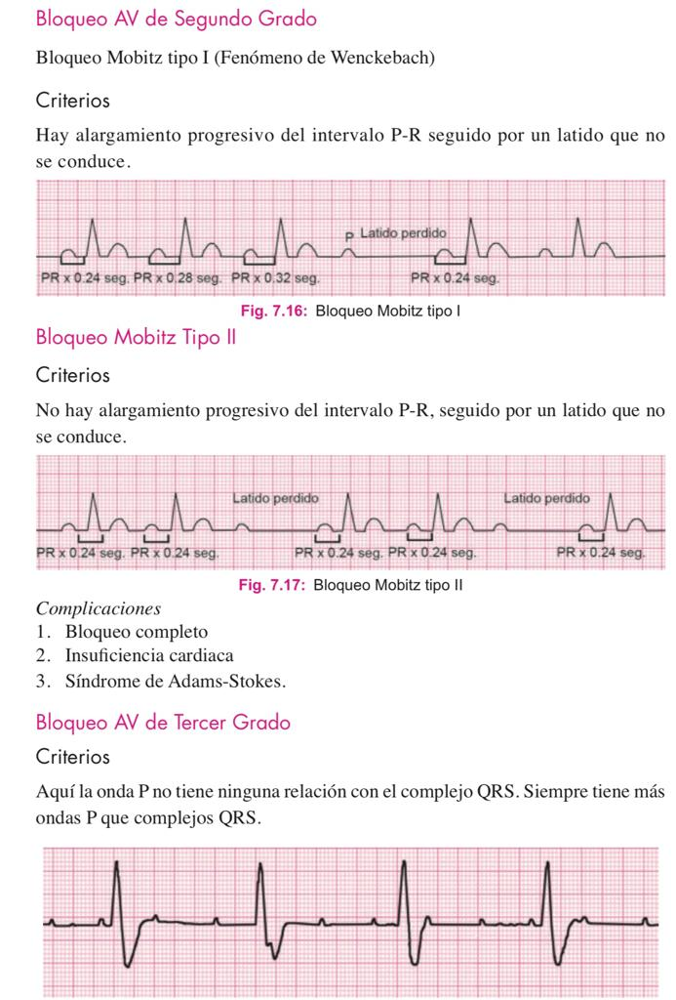 Bloqueo AV de Segundo Grado
Bloqueo Mobitz tipo I (Fenómeno de Wenckebach)
Criterios
Hay alargamiento progresivo del intervalo P-R seguido por un latido que no
se conduce.
P Latido perdido
PR x 0.24 seg. PR x 0.28 seg. PR x 0.32 seg. PR x 0.24 seg.
Fig. 7.16: Bloqueo Mobitz tipo I
Bloqueo Mobitz Tipo II
Criterios
No hay alargamiento progresivo del intervalo P-R, seguido por un latido que no
se conduce.
Latido perdido Latido perdido
PR x 0.24 seg. PR x 0.24 seg. PR x 0.24 seg. PR x 0.24 seg. PR x 0.24 seg.
Fig. 7.17: Bloqueo Mobitz tipo II
Complicaciones
1. Bloqueo completo
2. Insuficiencia cardiaca
3. Síndrome de Adams-Stokes.
Bloqueo AV de Tercer Grado
Criterios
Aquí la onda P no tiene ninguna relación con el complejo QRS. Siempre tiene más
ondas P que complejos QRS.